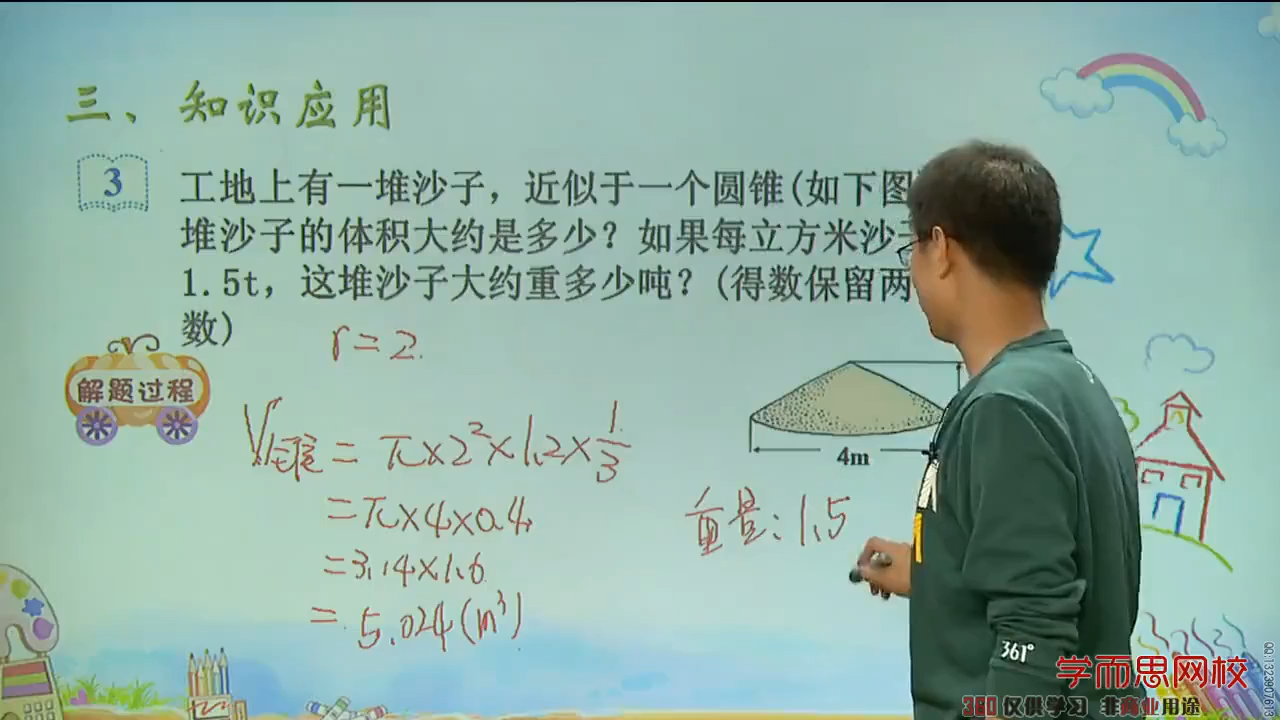 三、知识应用
3
工地上有一堆沙子，近似于一个圆锥(如下图
堆沙子的体积大约是多少？如果每立方米沙
1.5t，这堆沙子大约重多少吨？(得数保留两
数)
r=2.
解题过程
V锥 = π×2²×1.2×1/3
=π×4×0.4
=3.14×1.6
=5.024(m³)
4m
重量:1.5
361°
学而思网校
360 仅供学习 非商业用途